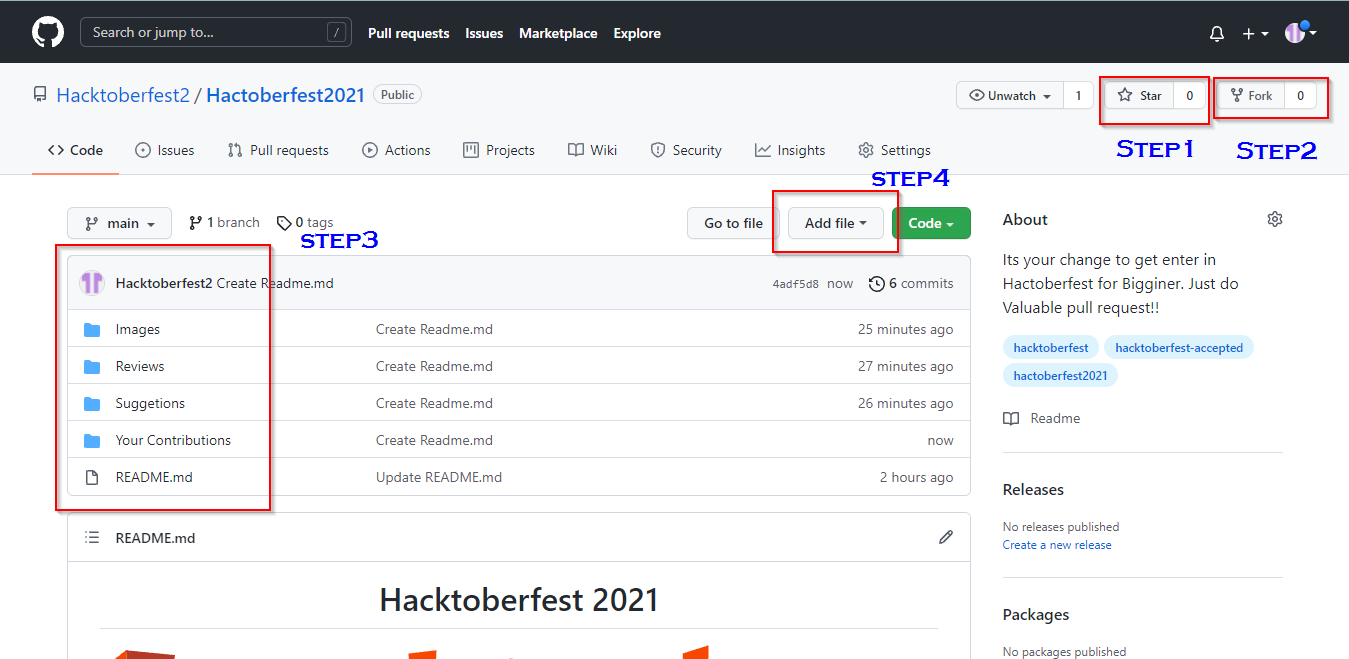 Search or jump to... / Pull requests Issues Marketplace Explore
Hacktoberfest2 / Hactoberfest2021 Public Unwatch 1 Star 0 Fork 0
Code Issues Pull requests Actions Projects Wiki Security Insights Settings
STEP1 STEP2
STEP4
main 1 branch 0 tags Go to file Add file Code
STEP3
Hacktoberfest2 Create Readme.md 4adf5d8 now 6 commits
Images Create Readme.md 25 minutes ago
Reviews Create Readme.md 27 minutes ago
Suggetions Create Readme.md 26 minutes ago
Your Contributions Create Readme.md now
README.md Update README.md 2 hours ago
README.md
Hacktoberfest 2021
About
Its your change to get enter in
Hactoberfest for Bigginer. Just do
Valuable pull request!!
hacktoberfest hacktoberfest-accepted
hactoberfest2021
Readme
Releases
No releases published
Create a new release
Packages
No packages published